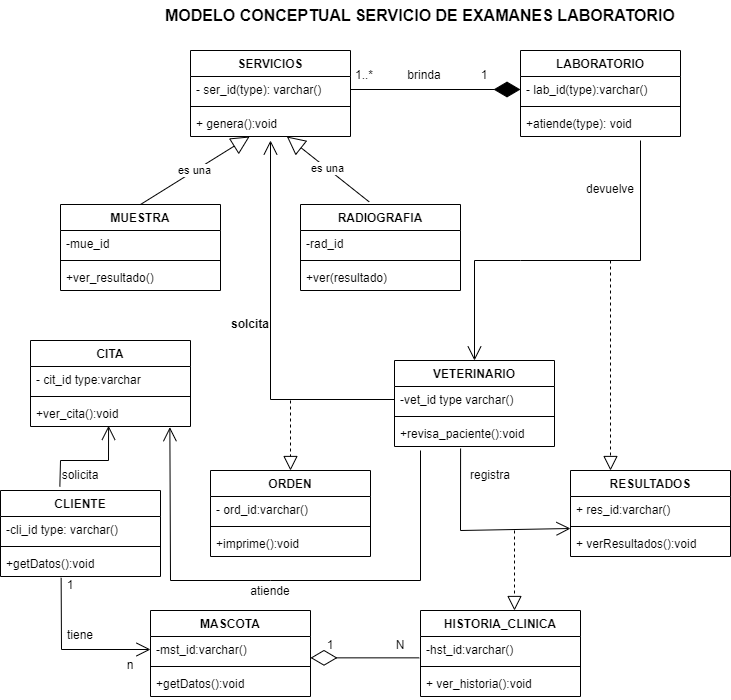 MODELO CONCEPTUAL SERVICIO DE EXAMANES LABORATORIO
SERVICIOS
- ser_id(type): varchar()
+ genera():void
1..*
brinda
1
LABORATORIO
- lab_id(type):varchar()
+atiende(type): void
es una
es una
devuelve
MUESTRA
-mue_id
+ver_resultado()
RADIOGRAFIA
-rad_id
+ver(resultado)
solcita
CITA
- cit_id type:varchar
+ver_cita():void
VETERINARIO
-vet_id type varchar()
+revisa_paciente():void
solicita
registra
CLIENTE
-cli_id type: varchar()
+getDatos():void
ORDEN
- ord_id:varchar()
+imprime():void
RESULTADOS
+ res_id:varchar()
+ verResultados():void
1
atiende
tiene
n
MASCOTA
-mst_id:varchar()
+getDatos():void
1
N
HISTORIA_CLINICA
-hst_id:varchar()
+ ver_historia():void